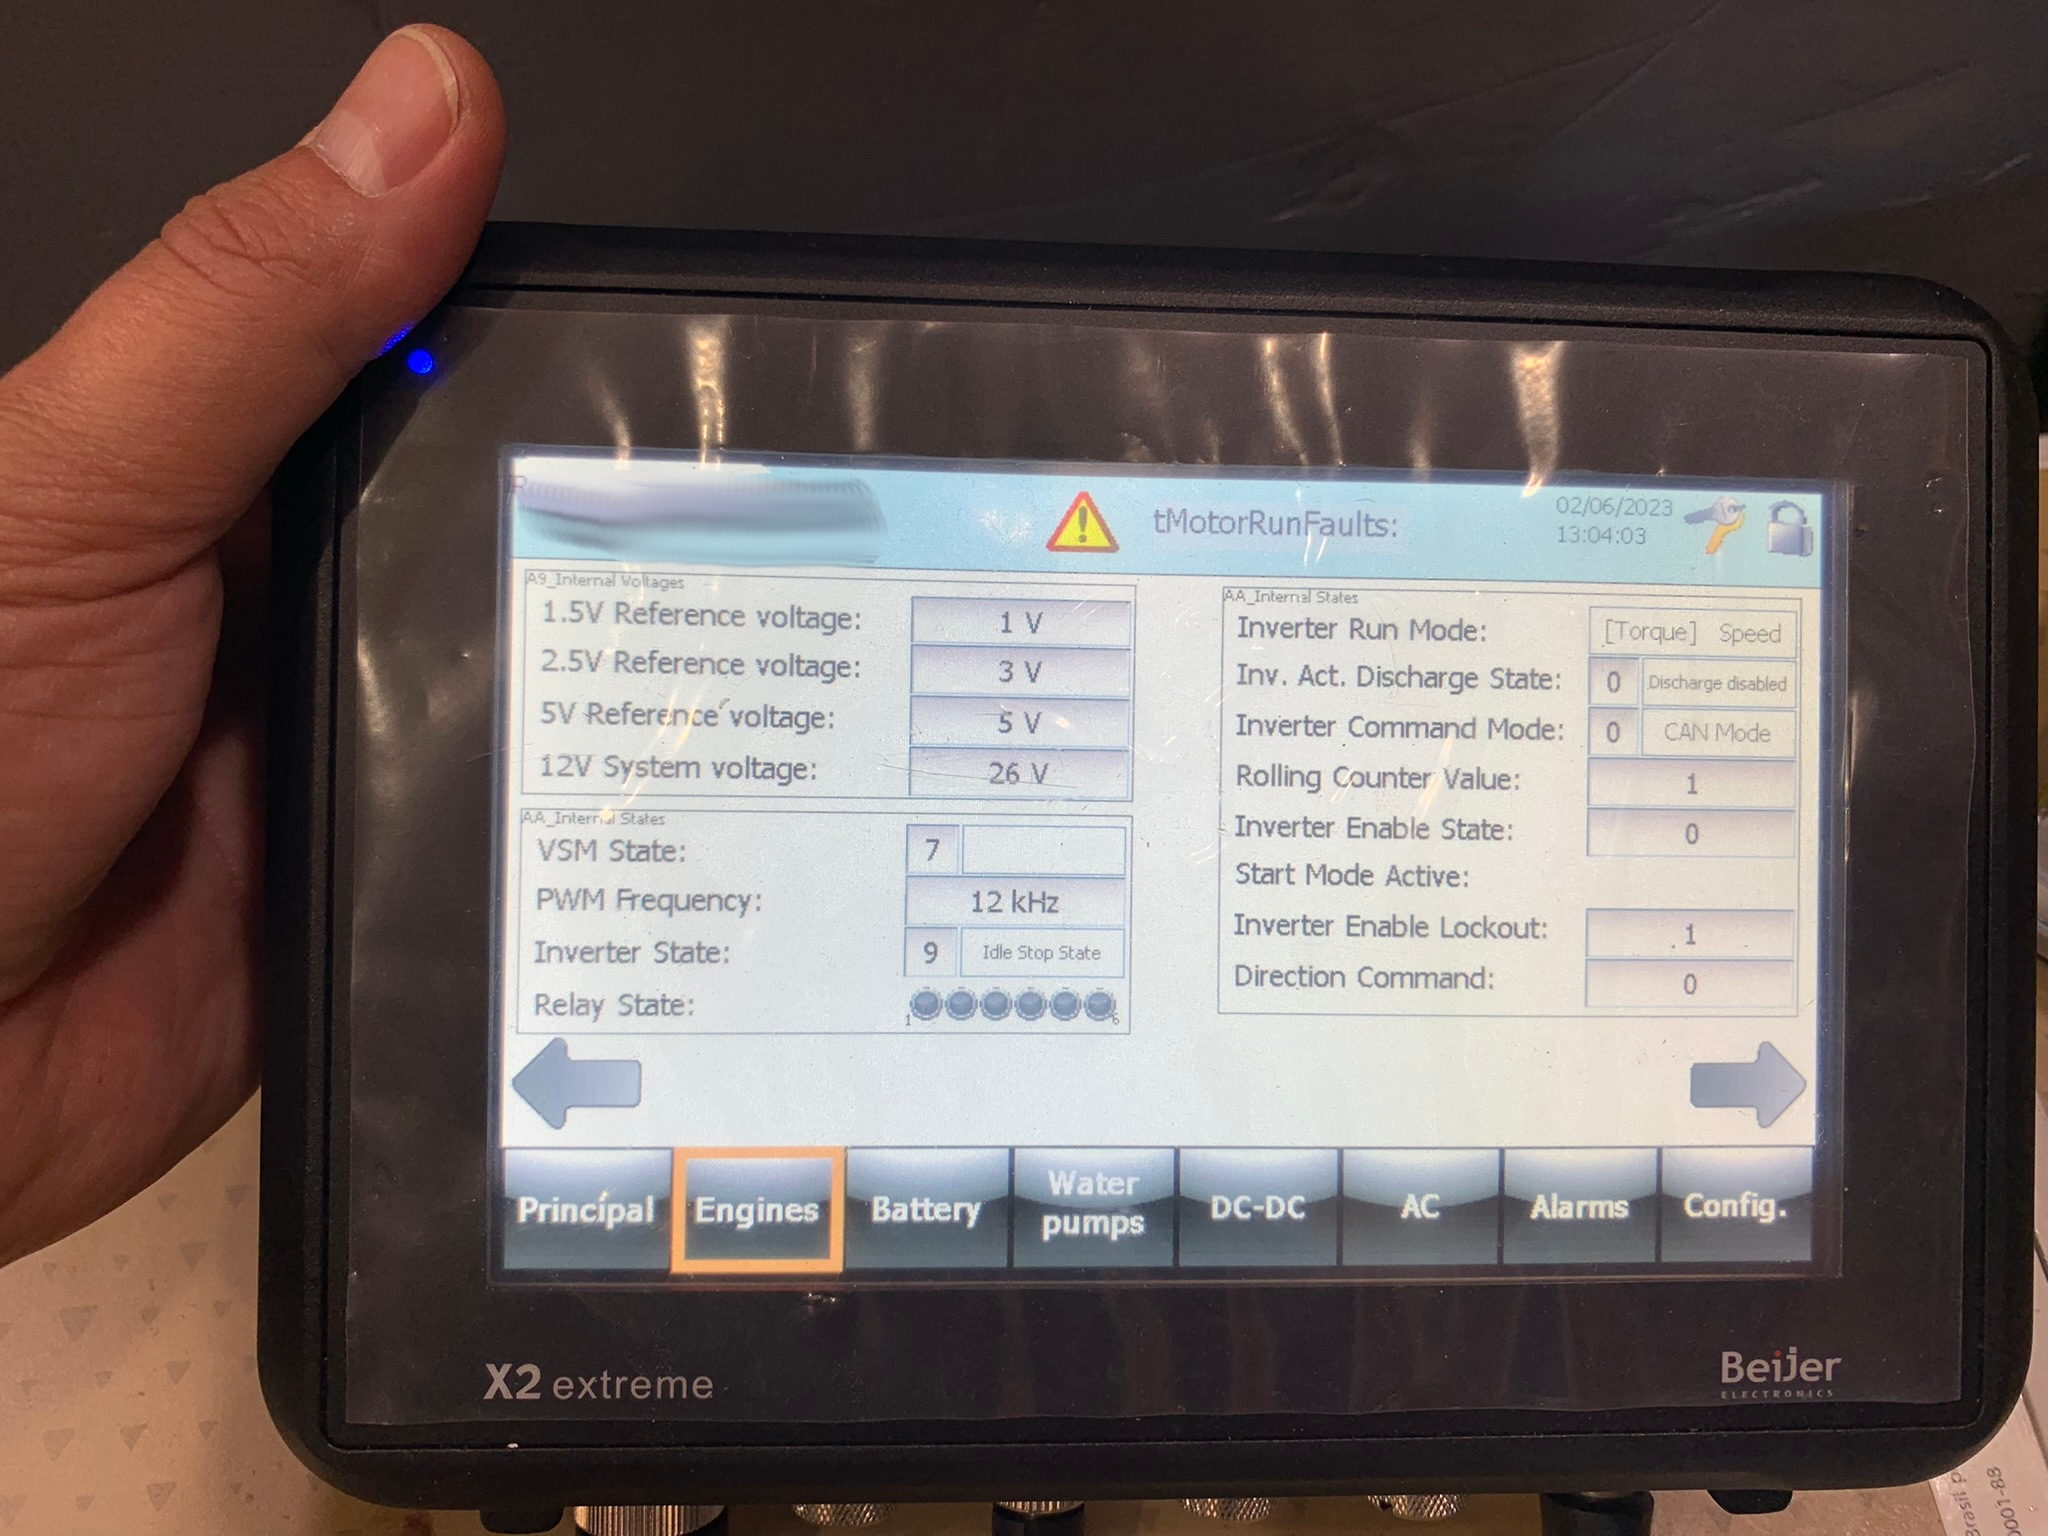 tMotorRunFaults:
02/06/2023
13:04:03
A9_Internal Voltages
1.5V Reference voltage: 1 V
2.5V Reference voltage: 3 V
5V Reference voltage: 5 V
12V System voltage: 26 V
AA_Internal States
VSM State: 7
PWM Frequency: 12 kHz
Inverter State: 9 Idle Stop State
Relay State: 1 6
AA_Internal States
Inverter Run Mode: [Torque] Speed
Inv. Act. Discharge State: 0 Discharge disabled
Inverter Command Mode: 0 CAN Mode
Rolling Counter Value: 1
Inverter Enable State: 0
Start Mode Active:
Inverter Enable Lockout: 1
Direction Command: 0
Principal
Engines
Battery
Water
pumps
DC-DC
AC
Alarms
Config.
X2 extreme
Beijer
ELECTRONICS
0001-88